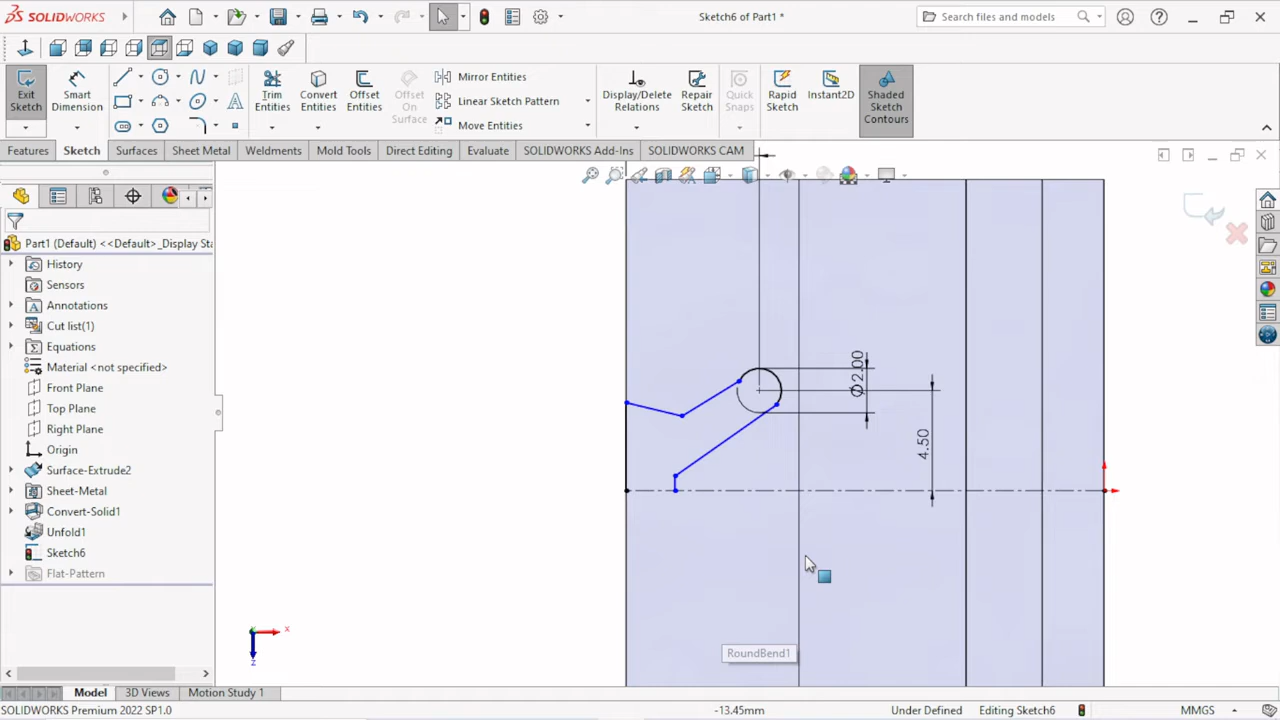 SOLIDWORKS
Sketch6 of Part1 *
Search files and models
Exit Sketch
Smart Dimension
Trim Entities
Convert Entities
Offset Entities
Offset On Surface
Mirror Entities
Linear Sketch Pattern
Move Entities
Display/Delete Relations
Repair Sketch
Quick Snaps
Rapid Sketch
Instant2D
Shaded Sketch Contours
Features
Sketch
Surfaces
Sheet Metal
Weldments
Mold Tools
Direct Editing
Evaluate
SOLIDWORKS Add-Ins
SOLIDWORKS CAM
Part1 (Default) <<Default>_Display Sta
History
Sensors
Annotations
Cut list(1)
Equations
Material <not specified>
Front Plane
Top Plane
Right Plane
Origin
Surface-Extrude2
Sheet-Metal
Convert-Solid1
Unfold1
Sketch6
Flat-Pattern
Ø2.00
4.50
RoundBend1
x
z
Model
3D Views
Motion Study 1
SOLIDWORKS Premium 2022 SP1.0
-13.45mm
Under Defined
Editing Sketch6
MMGS